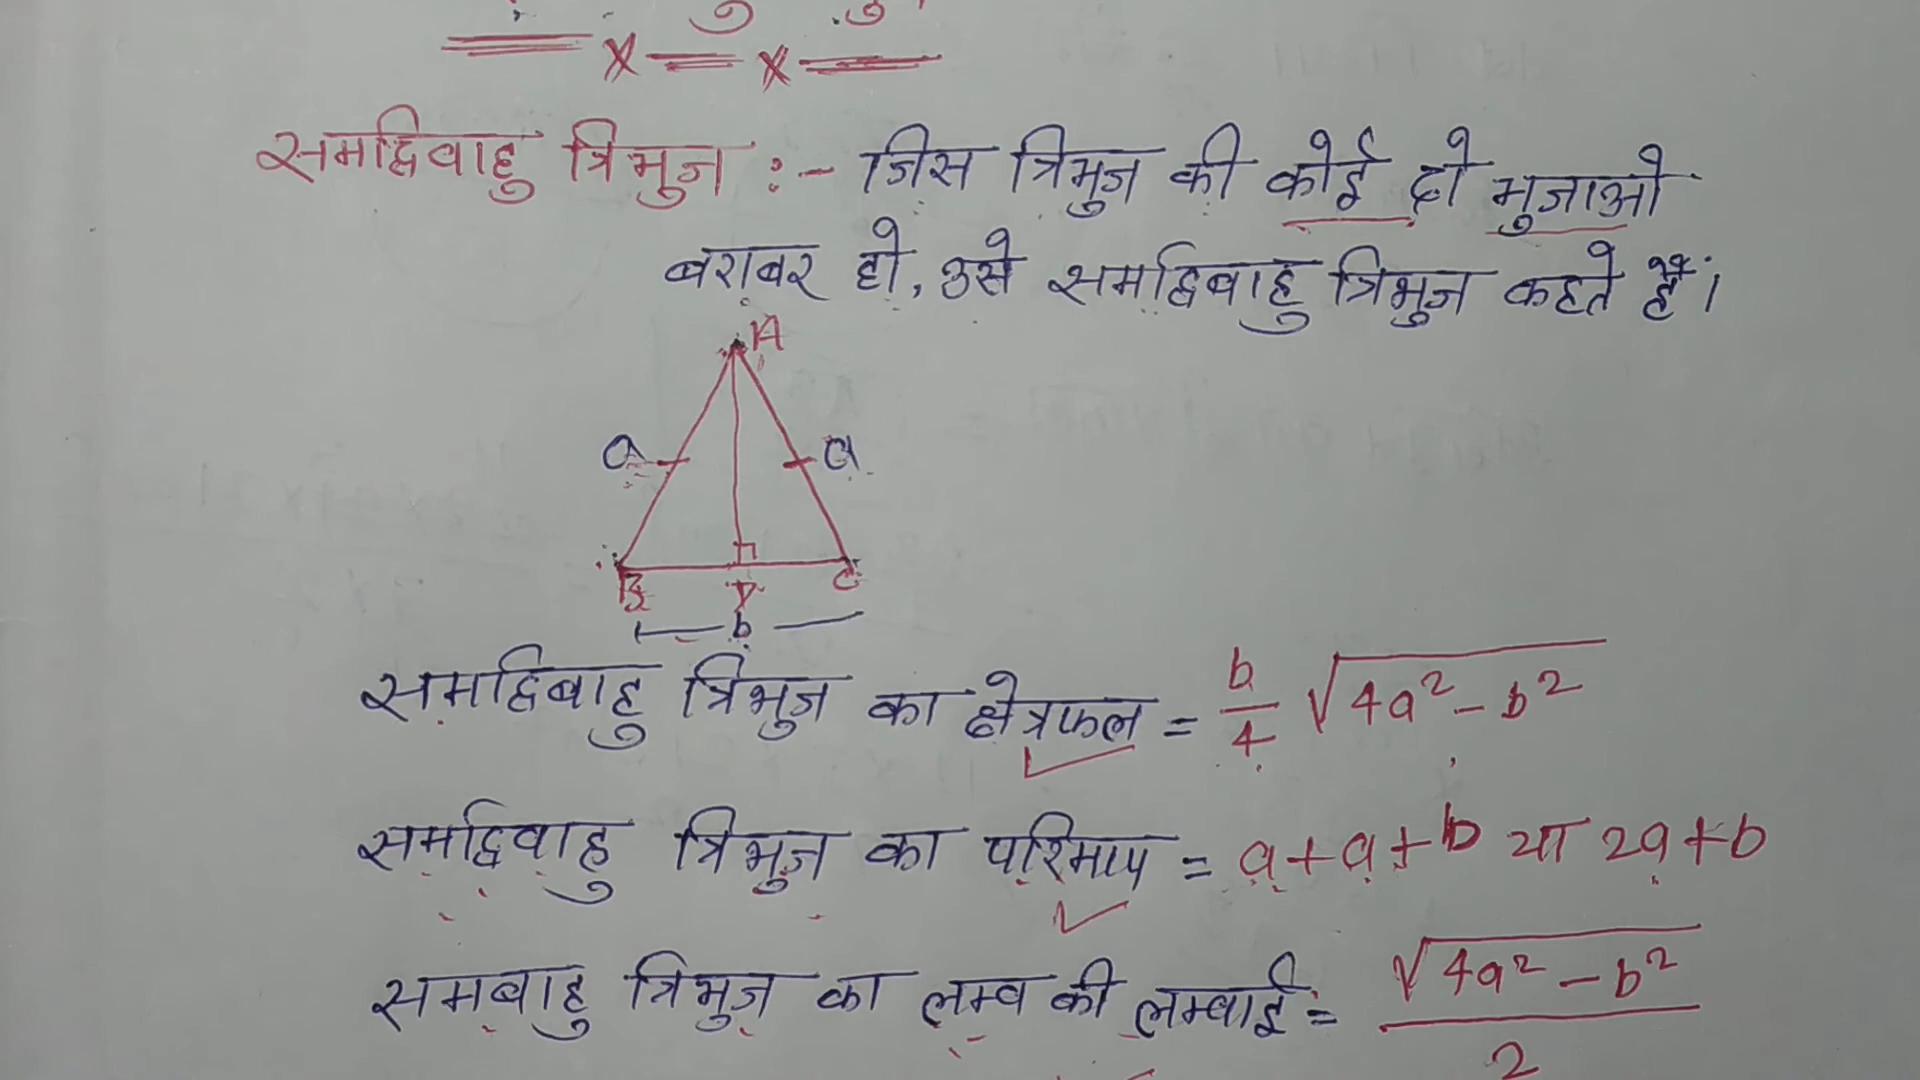 समद्विवाहु त्रिभुज :- जिस त्रिभुज की कोई दो भुजाओ
बराबर हो, उसे समद्विबाहु त्रिभुज कहते हैं।
A
a a
B D C
b
समद्विबाहु त्रिभुज का क्षेत्रफल = b/4 √4a² - b²
समद्विवाहु त्रिभुज का परिमाप = a+a+b या 2a+b
समबाहु त्रिभुज का लम्व की लम्वाई = √4a² - b² / 2